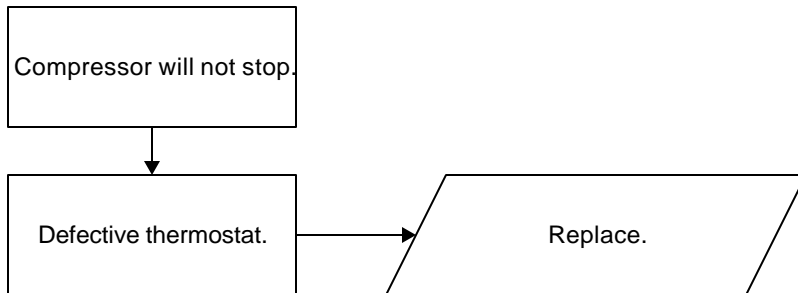 Compressor will not stop.
Defective thermostat.
Replace.